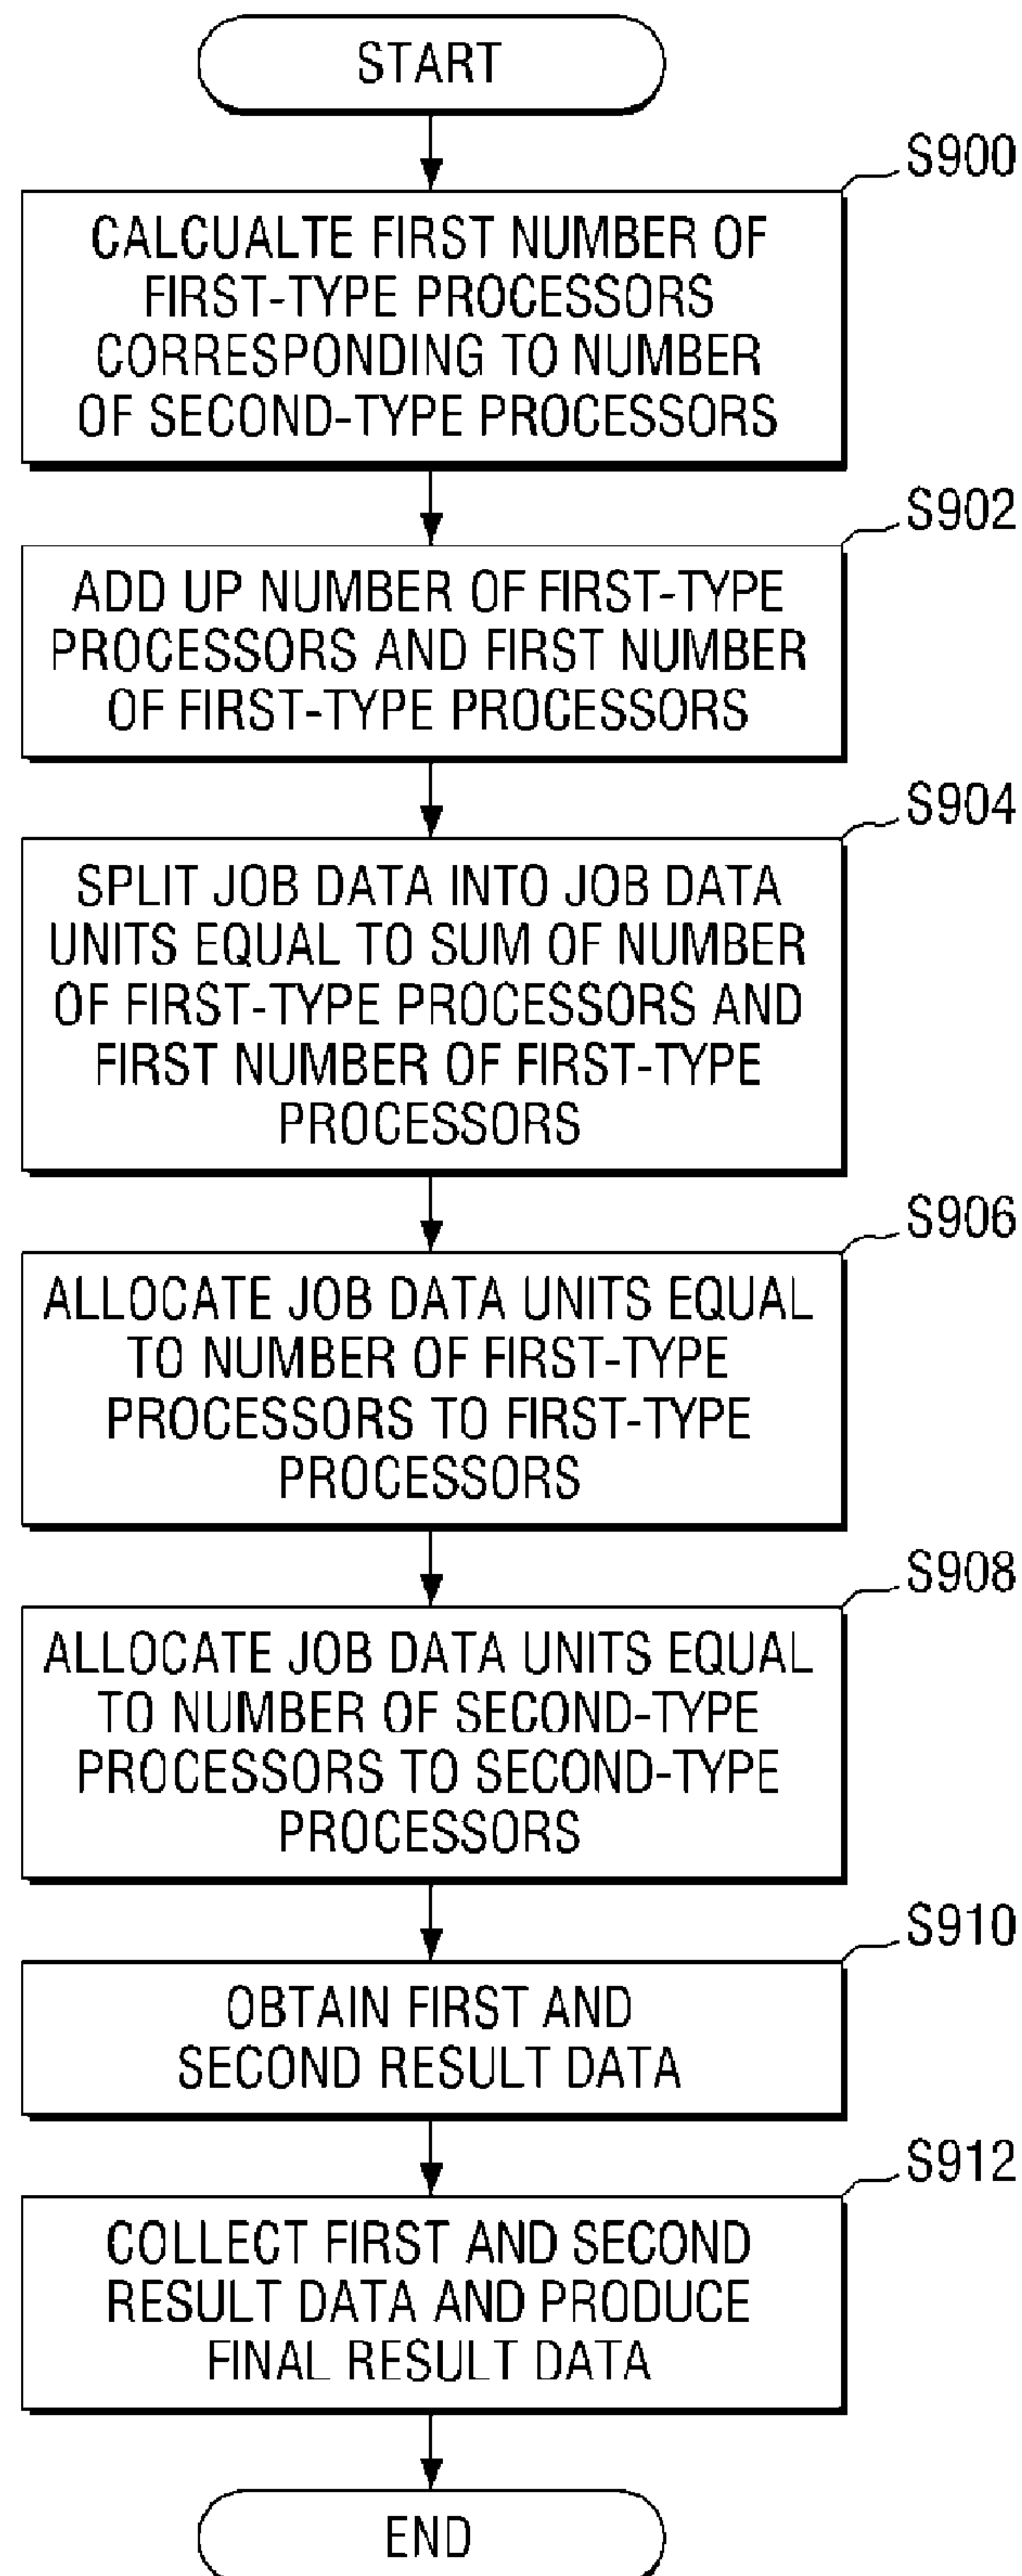 START
S900
CALCUALTE FIRST NUMBER OF
FIRST-TYPE PROCESSORS
CORRESPONDING TO NUMBER
OF SECOND-TYPE PROCESSORS
S902
ADD UP NUMBER OF FIRST-TYPE
PROCESSORS AND FIRST NUMBER
OF FIRST-TYPE PROCESSORS
S904
SPLIT JOB DATA INTO JOB DATA
UNITS EQUAL TO SUM OF NUMBER
OF FIRST-TYPE PROCESSORS AND
FIRST NUMBER OF FIRST-TYPE
PROCESSORS
S906
ALLOCATE JOB DATA UNITS EQUAL
TO NUMBER OF FIRST-TYPE
PROCESSORS TO FIRST-TYPE
PROCESSORS
S908
ALLOCATE JOB DATA UNITS EQUAL
TO NUMBER OF SECOND-TYPE
PROCESSORS TO SECOND-TYPE
PROCESSORS
S910
OBTAIN FIRST AND
SECOND RESULT DATA
S912
COLLECT FIRST AND SECOND
RESULT DATA AND PRODUCE
FINAL RESULT DATA
END